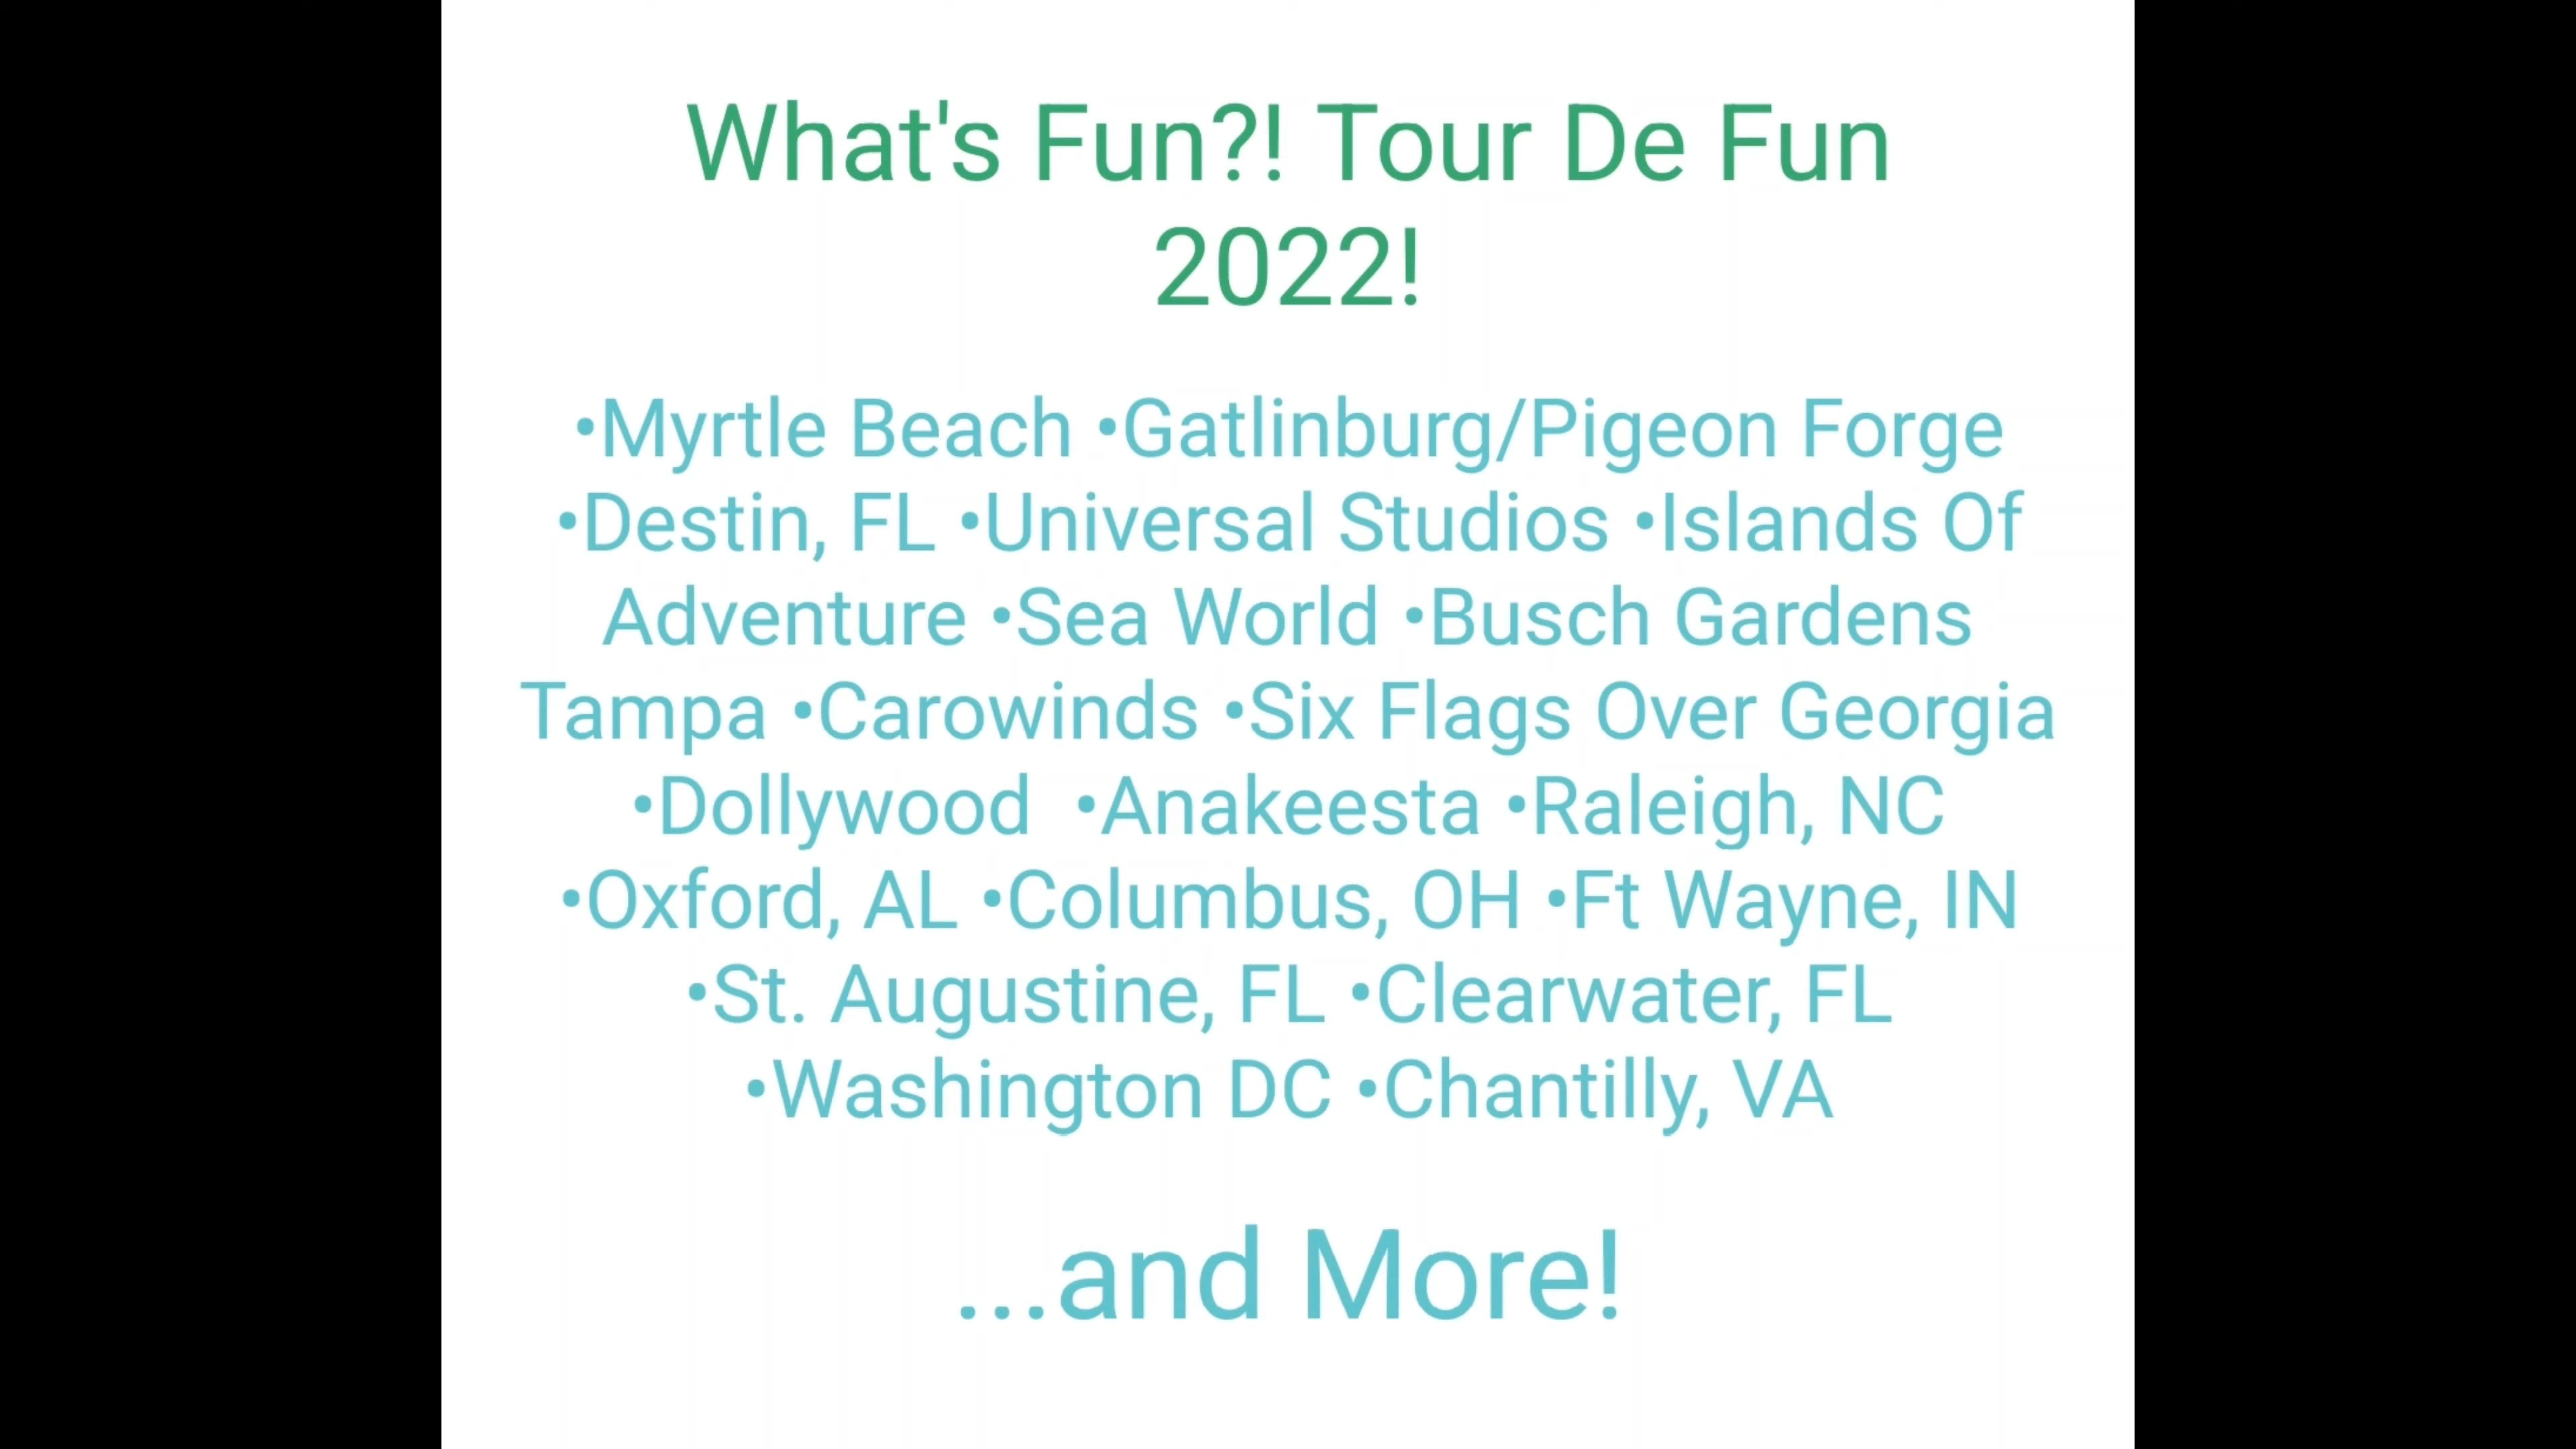 What's Fun?! Tour De Fun
2022!
•Myrtle Beach •Gatlinburg/Pigeon Forge
•Destin, FL •Universal Studios •Islands Of
Adventure •Sea World •Busch Gardens
Tampa •Carowinds •Six Flags Over Georgia
•Dollywood  •Anakeesta •Raleigh, NC
•Oxford, AL •Columbus, OH •Ft Wayne, IN
•St. Augustine, FL •Clearwater, FL
•Washington DC •Chantilly, VA
...and More!